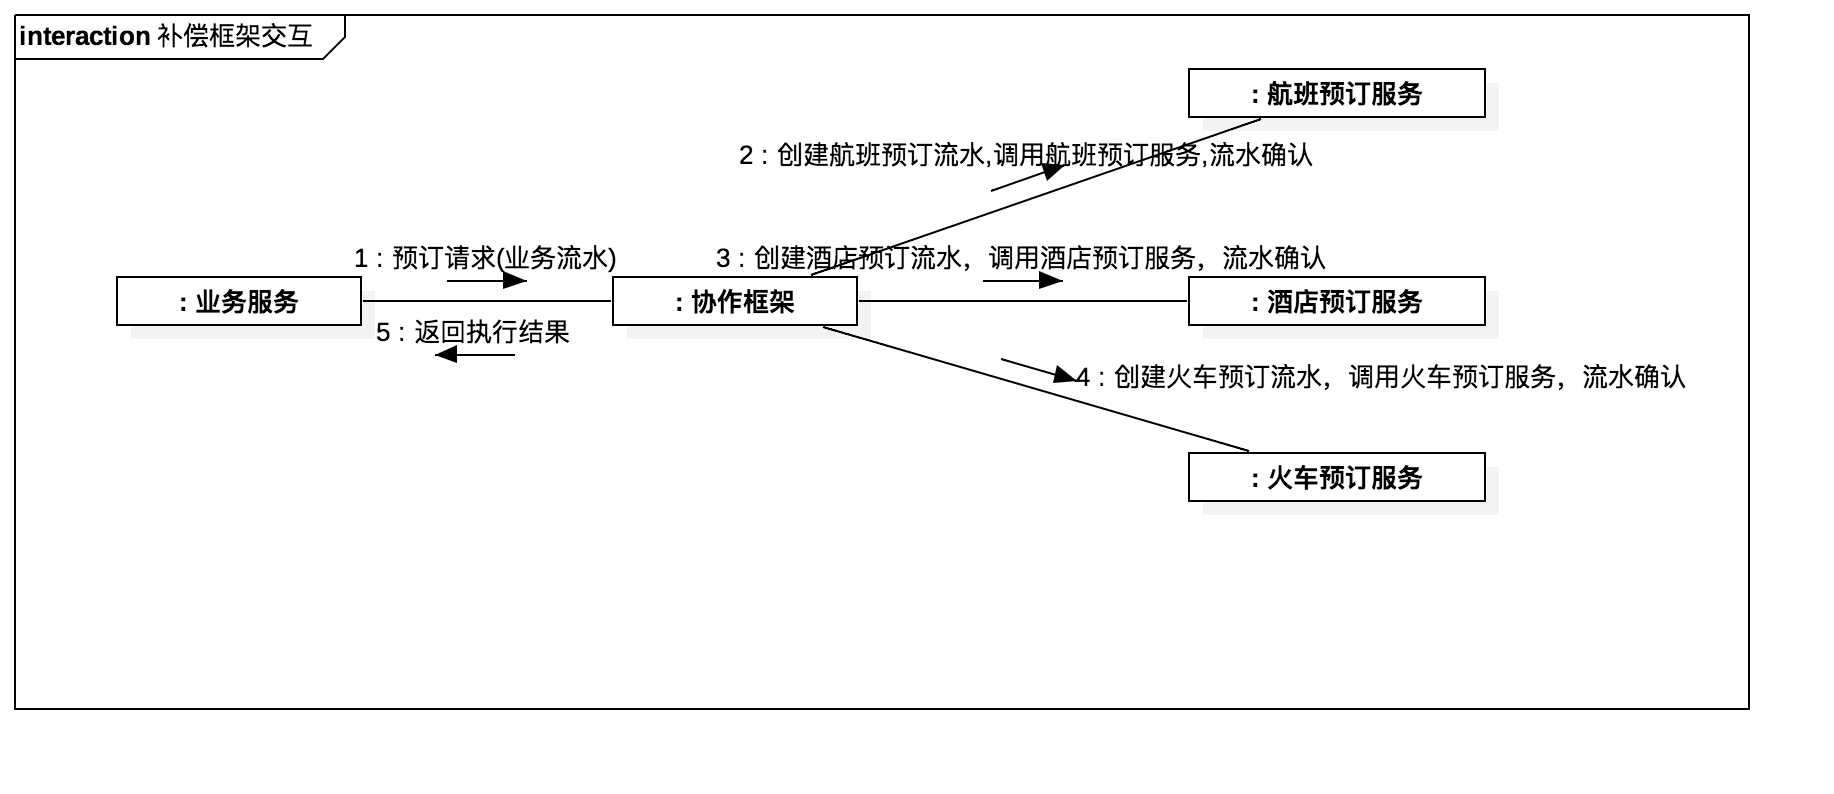 interaction 补偿框架交互
: 航班预订服务
2 : 创建航班预订流水,调用航班预订服务,流水确认
1 : 预订请求(业务流水)
3 : 创建酒店预订流水，调用酒店预订服务，流水确认
: 业务服务
: 协作框架
: 酒店预订服务
5 : 返回执行结果
4 : 创建火车预订流水，调用火车预订服务，流水确认
: 火车预订服务